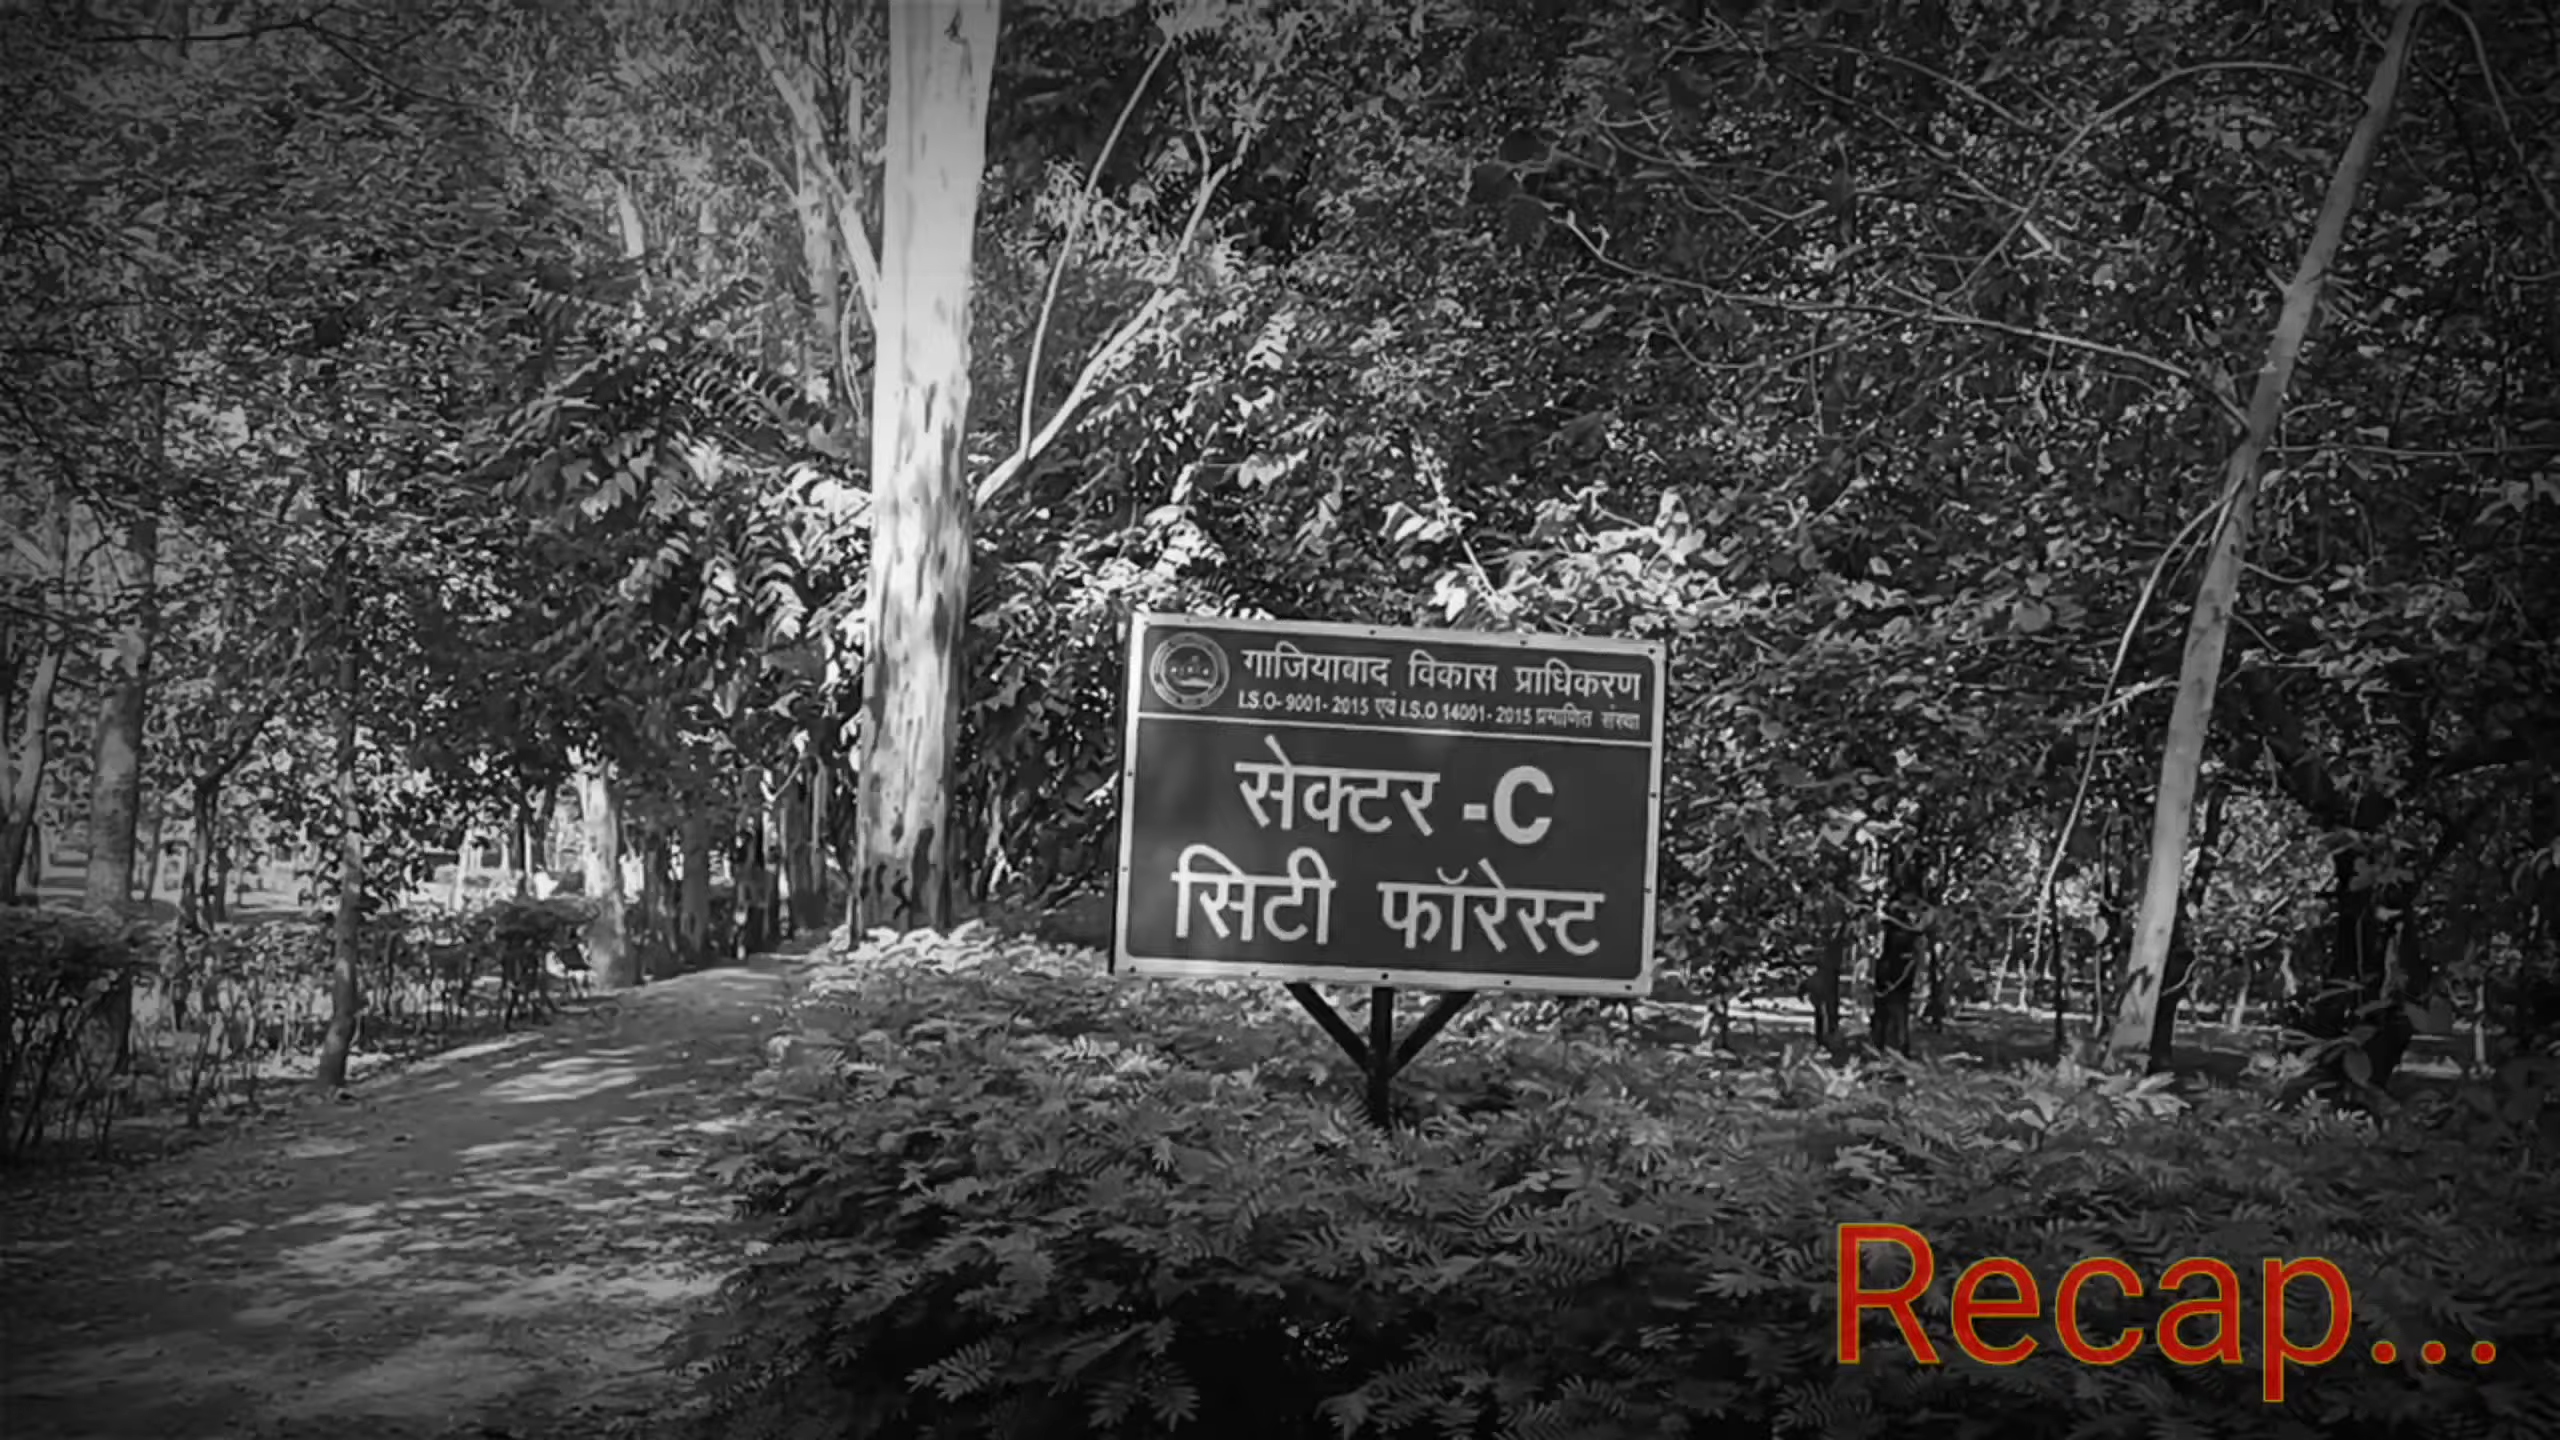 गाजियाबाद विकास प्राधिकरण
I.S.O- 9001- 2015 एवं I.S.O 14001- 2015 प्रमाणित संस्था
सेक्टर -C
सिटी फॉरेस्ट
Recap...